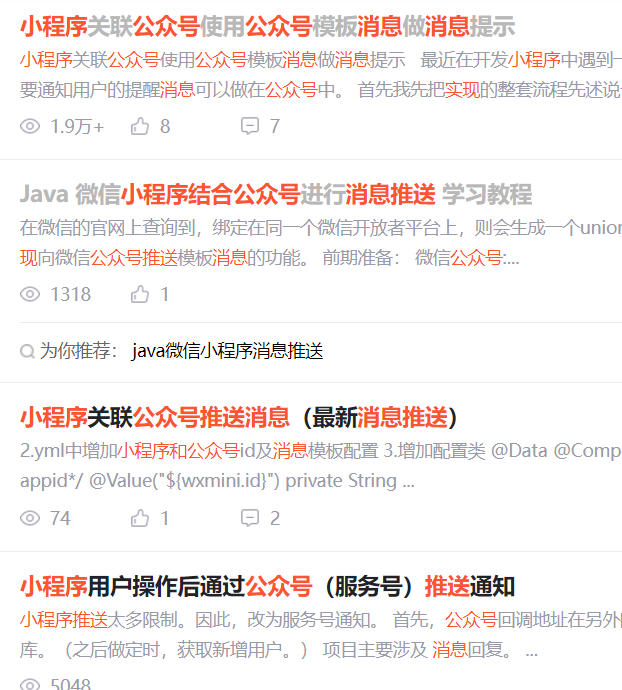 小程序关联公众号使用公众号模板消息做消息提示
小程序关联公众号使用公众号模板消息做消息提示 最近在开发小程序中遇到一
要通知用户的提醒消息可以做在公众号中。 首先我先把实现的整套流程先述说
1.9万+ 8 7
Java 微信小程序结合公众号进行消息推送 学习教程
在微信的官网上查询到，绑定在同一个微信开放者平台上，则会生成一个union
现向微信公众号推送模板消息的功能。 前期准备： 微信公众号:...
1318 1
为你推荐： java微信小程序消息推送
小程序关联公众号推送消息（最新消息推送）
2.yml中增加小程序和公众号id及消息模板配置 3.增加配置类 @Data @Comp
appid*/ @Value("${wxmini.id}") private String ...
74 1 2
小程序用户操作后通过公众号（服务号）推送通知
小程序推送太多限制。因此，改为服务号通知。 首先，公众号回调地址在另外
库。（之后做定时，获取新增用户。） 项目主要涉及 消息回复。 ...
5048